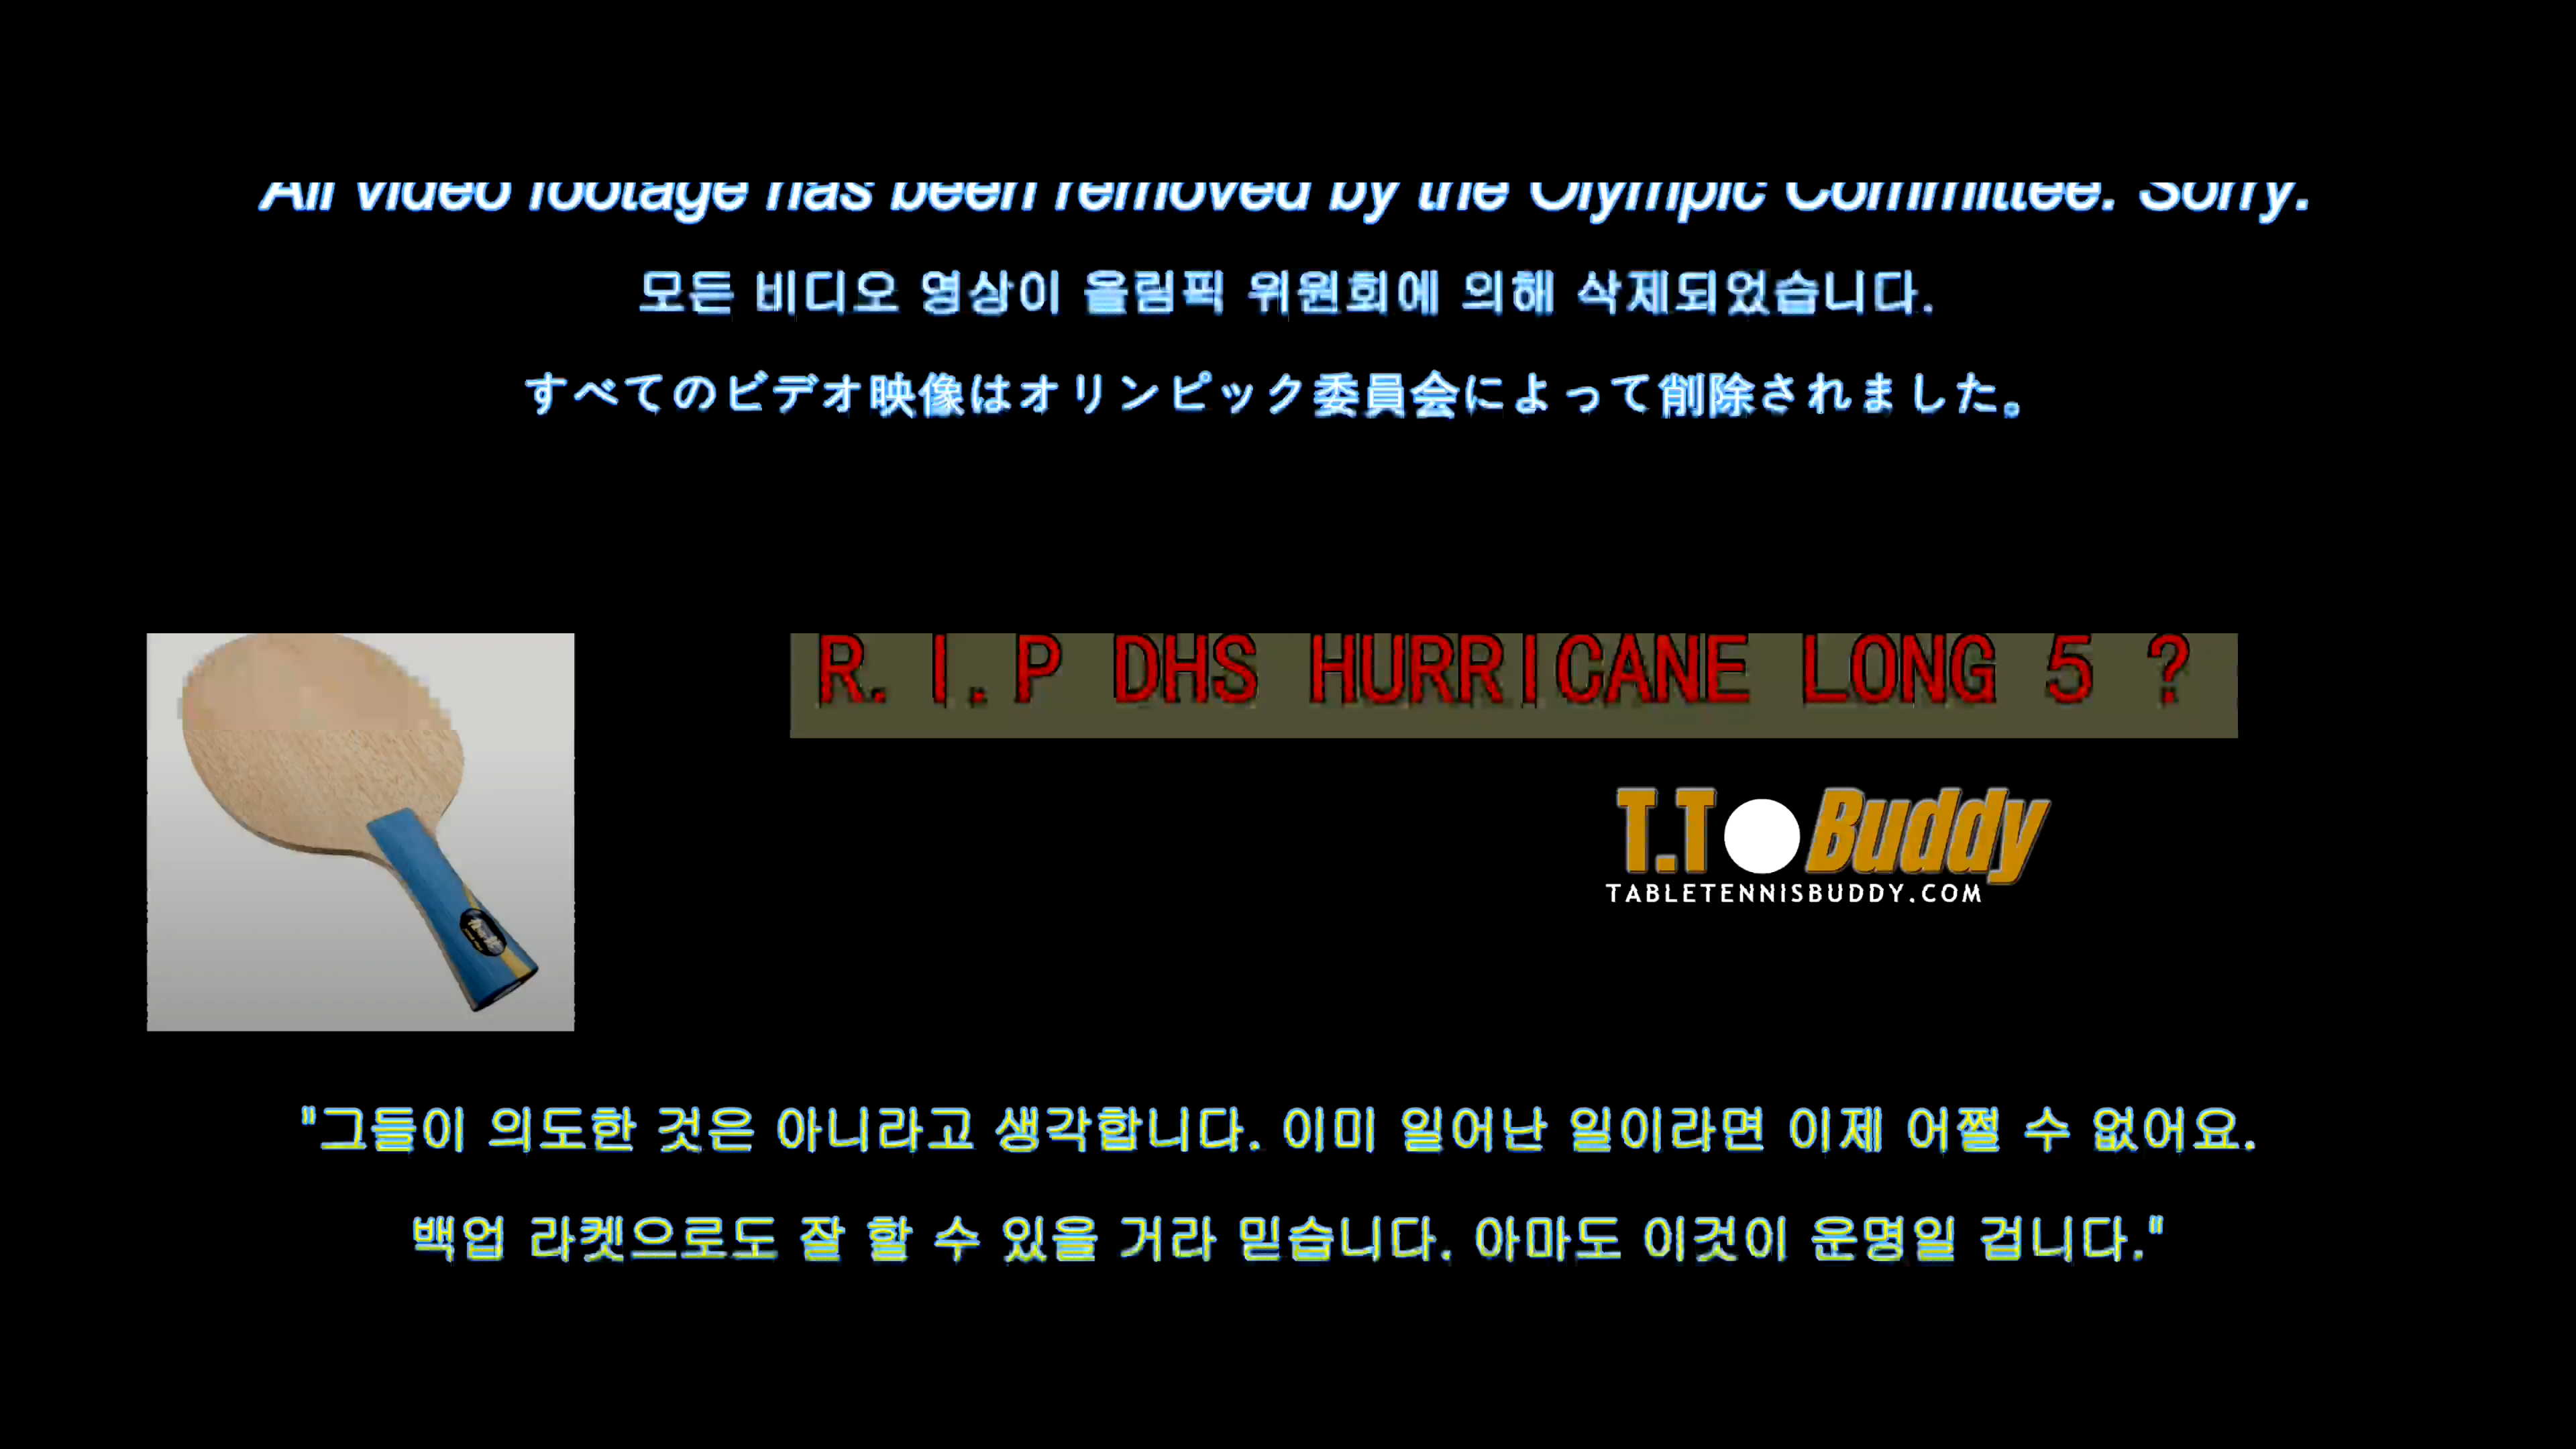 All video footage has been removed by the Olympic Committee. Sorry.
모든 비디오 영상이 올림픽 위원회에 의해 삭제되었습니다.
すべてのビデオ映像はオリンピック委員会によって削除されました。
R.I.P DHS HURRICANE LONG 5 ?
T.T Buddy
TABLETENNISBUDDY.COM
"그들이 의도한 것은 아니라고 생각합니다. 이미 일어난 일이라면 이제 어쩔 수 없어요.
백업 라켓으로도 잘 할 수 있을 거라 믿습니다. 아마도 이것이 운명일 겁니다."